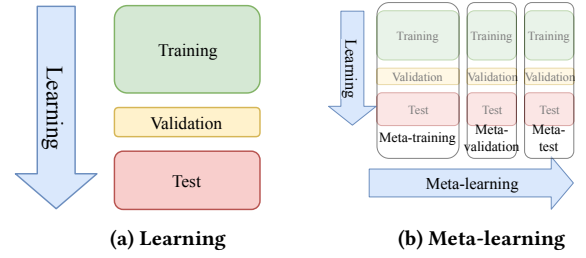 Learning
Training
Validation
Test
(a) Learning
Learning
Training Training Training
Validation Validation Validation
Test Test Test
Meta-training
Meta-
validation
Meta-
test
Meta-learning
(b) Meta-learning